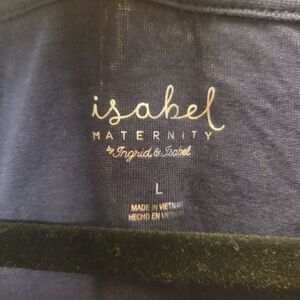 isabel
MATERNITY
by Ingrid & Isabel
L
MADE IN VIETNAM
HECHO EN VIETNAM